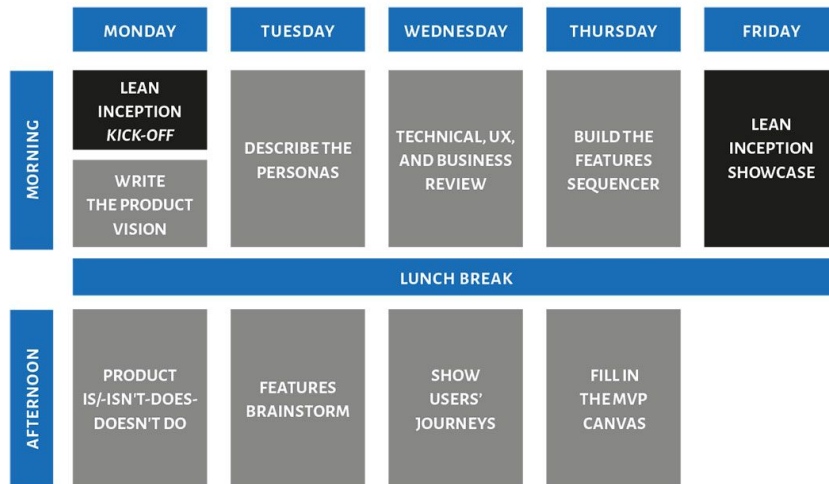 MONDAY
TUESDAY
WEDNESDAY
THURSDAY
FRIDAY
MORNING
LEAN
INCEPTION
KICK-OFF
WRITE
THE PRODUCT
VISION
DESCRIBE THE
PERSONAS
TECHNICAL, UX,
AND BUSINESS
REVIEW
BUILD THE
FEATURES
SEQUENCER
LEAN
INCEPTION
SHOWCASE
LUNCH BREAK
AFTERNOON
PRODUCT
IS/-ISN'T-DOES-
DOESN'T DO
FEATURES
BRAINSTORM
SHOW
USERS'
JOURNEYS
FILL IN
THE MVP
CANVAS